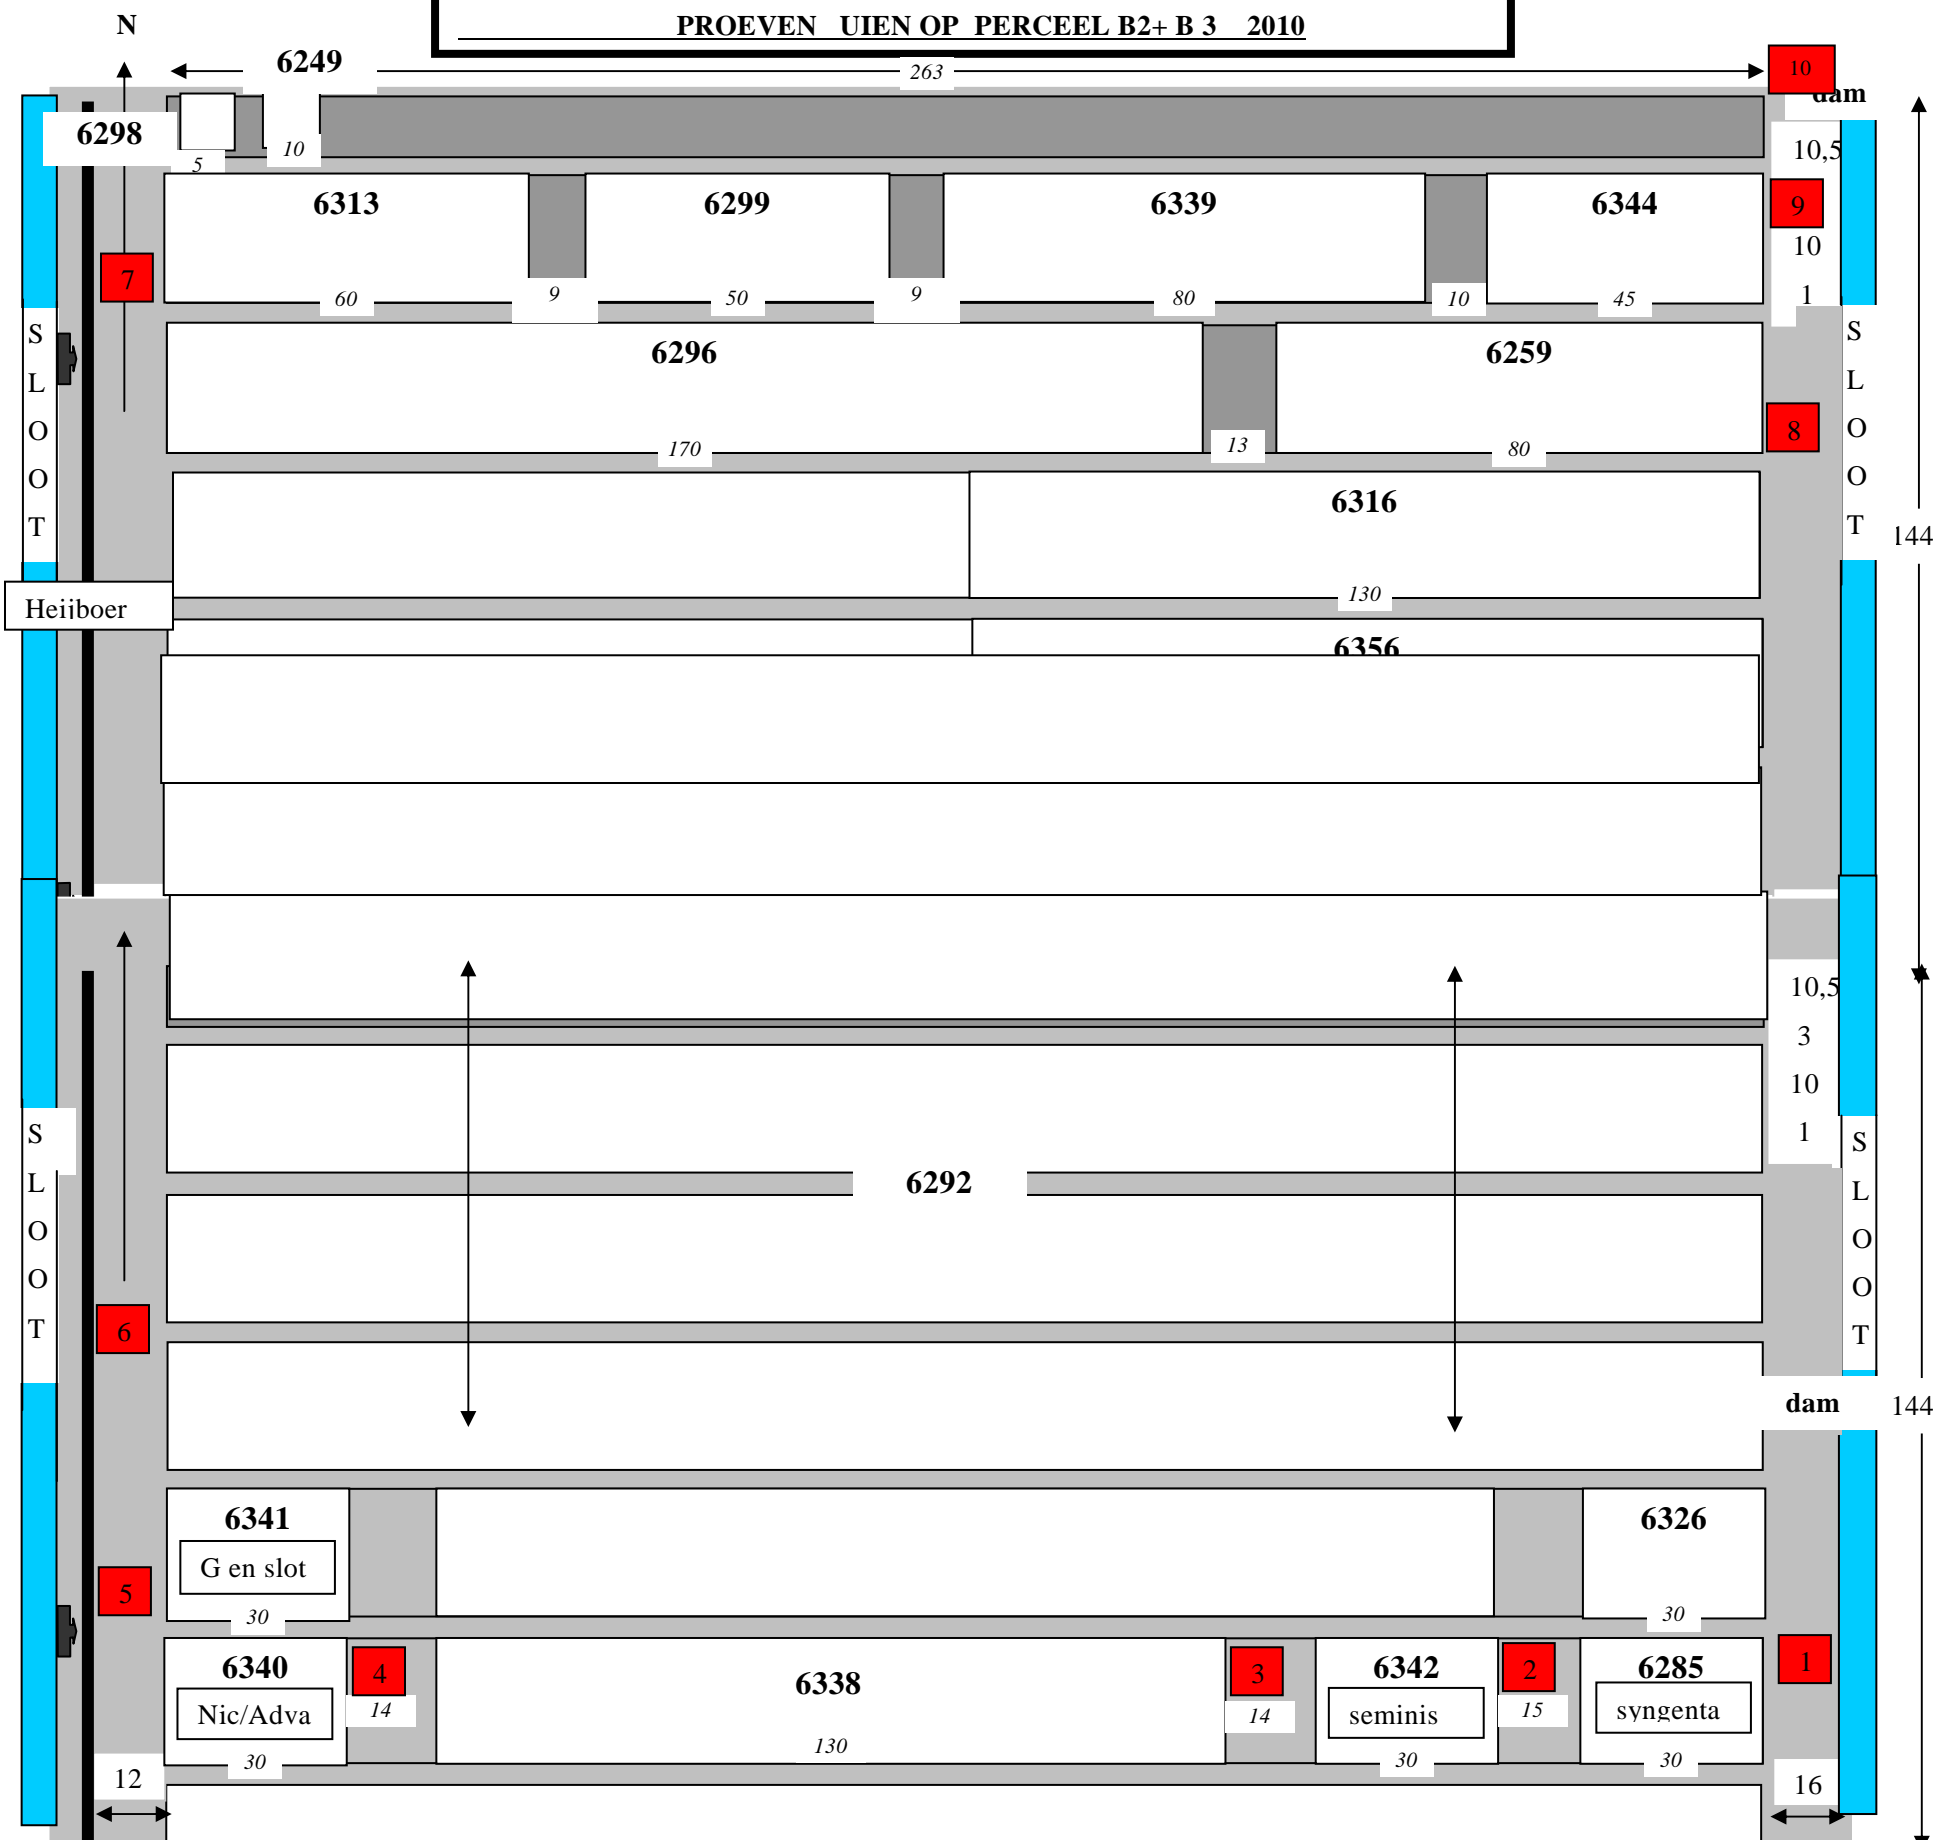 PROEVEN UIEN OP PERCEEL B2+ B 3 2010
N
6249
263
10
dam
6298
5
10
10,5
6313
6299
6339
6344
9
10
1
7
60
9
50
9
80
10
45
S
L
O
O
T
6296
6259
S
L
O
O
T
8
170
13
80
6316
144
130
Heijboer
6356
10,5
3
10
1
S
L
O
O
T
6292
S
L
O
O
T
6
dam
144
6341
G en slot
30
6326
30
5
6340
Nic/Adva
30
4
14
6338
130
3
14
6342
seminis
30
2
15
6285
syngenta
30
1
12
16